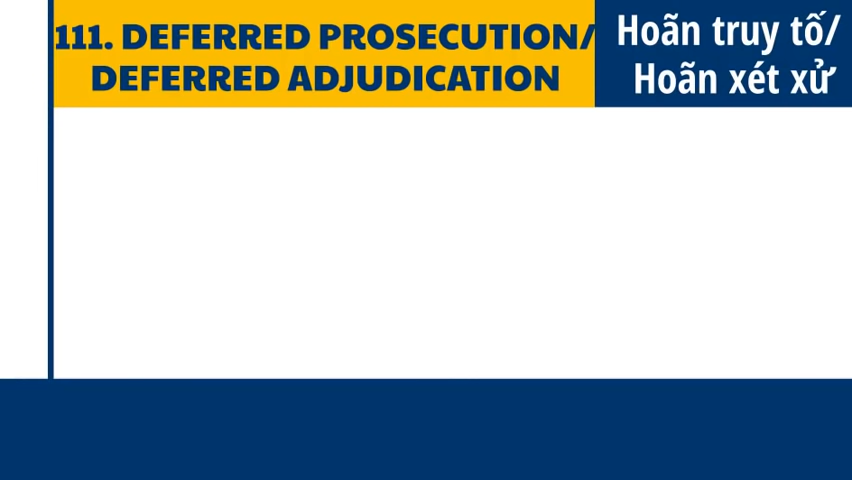 111. DEFERRED PROSECUTION/
DEFERRED ADJUDICATION
Hoãn truy tố/
Hoãn xét xử